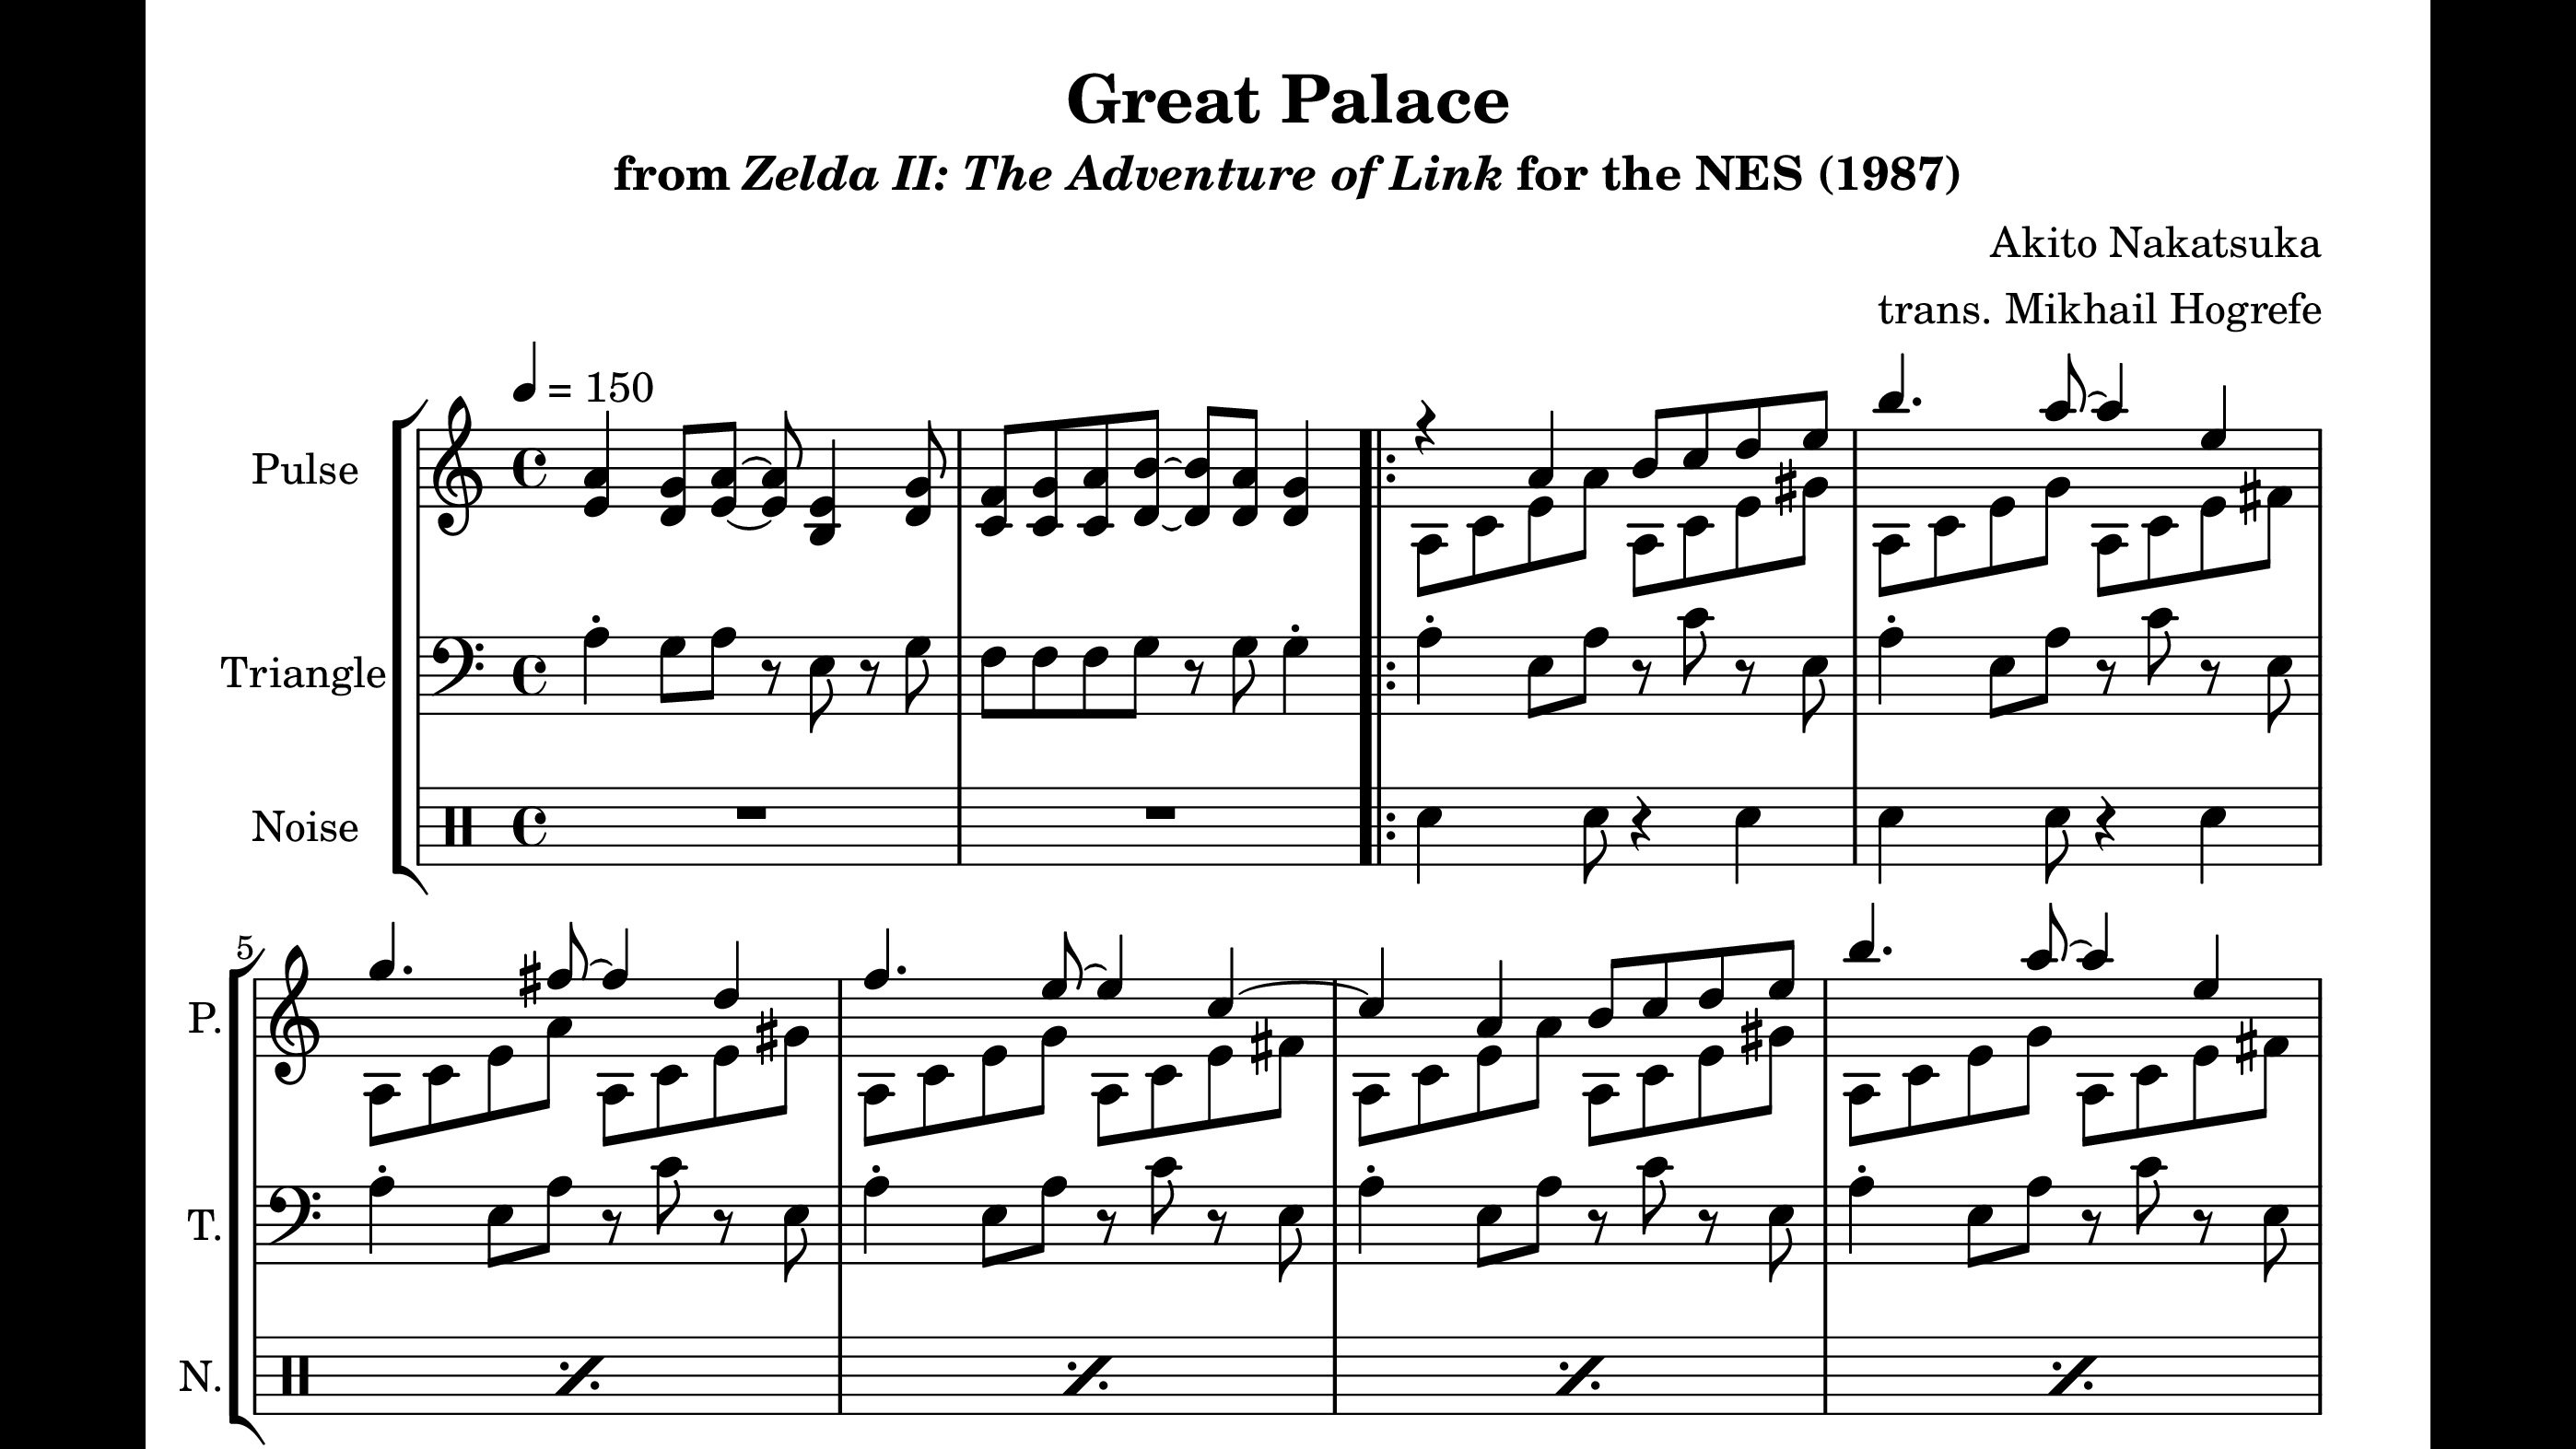 Great Palace
from Zelda II: The Adventure of Link for the NES (1987)
Akito Nakatsuka
trans. Mikhail Hogrefe
= 150
Pulse
Triangle
Noise
5
P.
T.
N.